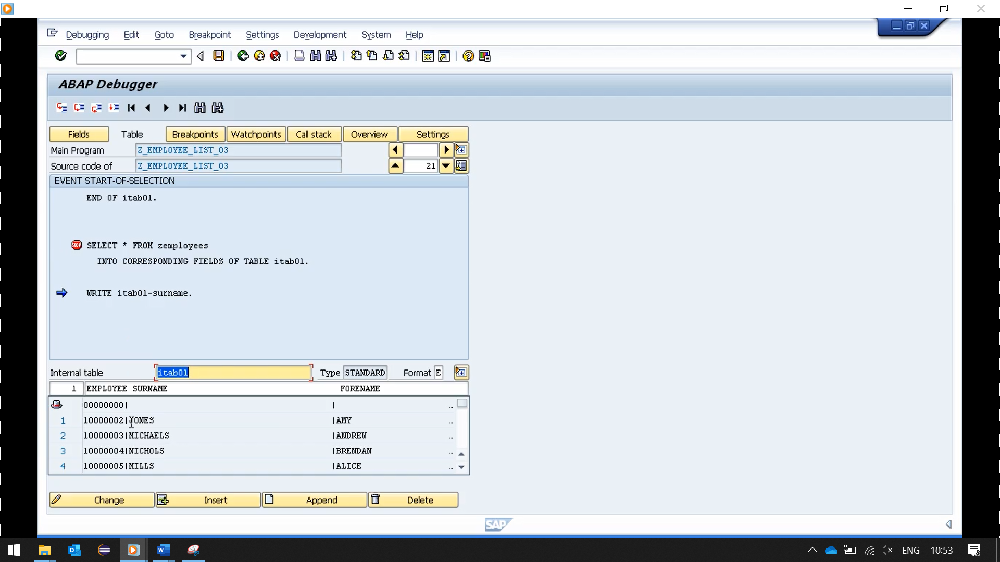 Debugging Edit Goto Breakpoint Settings Development System Help
ABAP Debugger
Fields Table Breakpoints Watchpoints Call stack Overview Settings
Main Program Z_EMPLOYEE_LIST_03
Source code of Z_EMPLOYEE_LIST_03 21
EVENT START-OF-SELECTION
END OF itab01.
STOP SELECT * FROM zemployees
INTO CORRESPONDING FIELDS OF TABLE itab01.
WRITE itab01-surname.
Internal table itab01 Type STANDARD Format E
1 EMPLOYEE SURNAME FORENAME
00000000| | ...
1 10000002|JONES |AMY ...
2 10000003|MICHAELS |ANDREW ...
3 10000004|NICHOLS |BRENDAN ...
4 10000005|MILLS |ALICE ...
Change Insert Append Delete
SAP
ENG 10:53